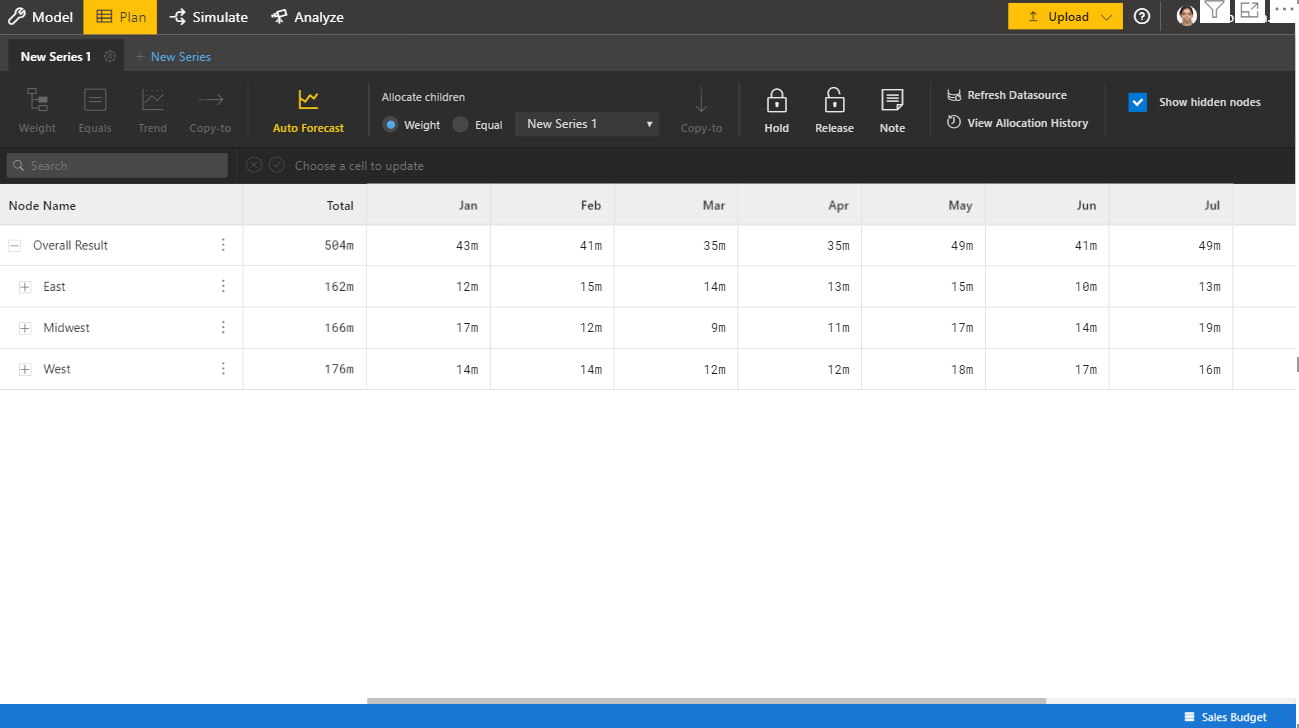 Model Plan Simulate Analyze Upload
New Series 1 + New Series
Weight Equals Trend Copy-to Auto Forecast
Allocate children
Weight Equal New Series 1 Copy-to
Hold Release Note
Refresh Datasource
View Allocation History
Show hidden nodes
Search Choose a cell to update
Node Name Total Jan Feb Mar Apr May Jun Jul
Overall Result 504m 43m 41m 35m 35m 49m 41m 49m
East 162m 12m 15m 14m 13m 15m 10m 13m
Midwest 166m 17m 12m 9m 11m 17m 14m 19m
West 176m 14m 14m 12m 12m 18m 17m 16m
Sales Budget